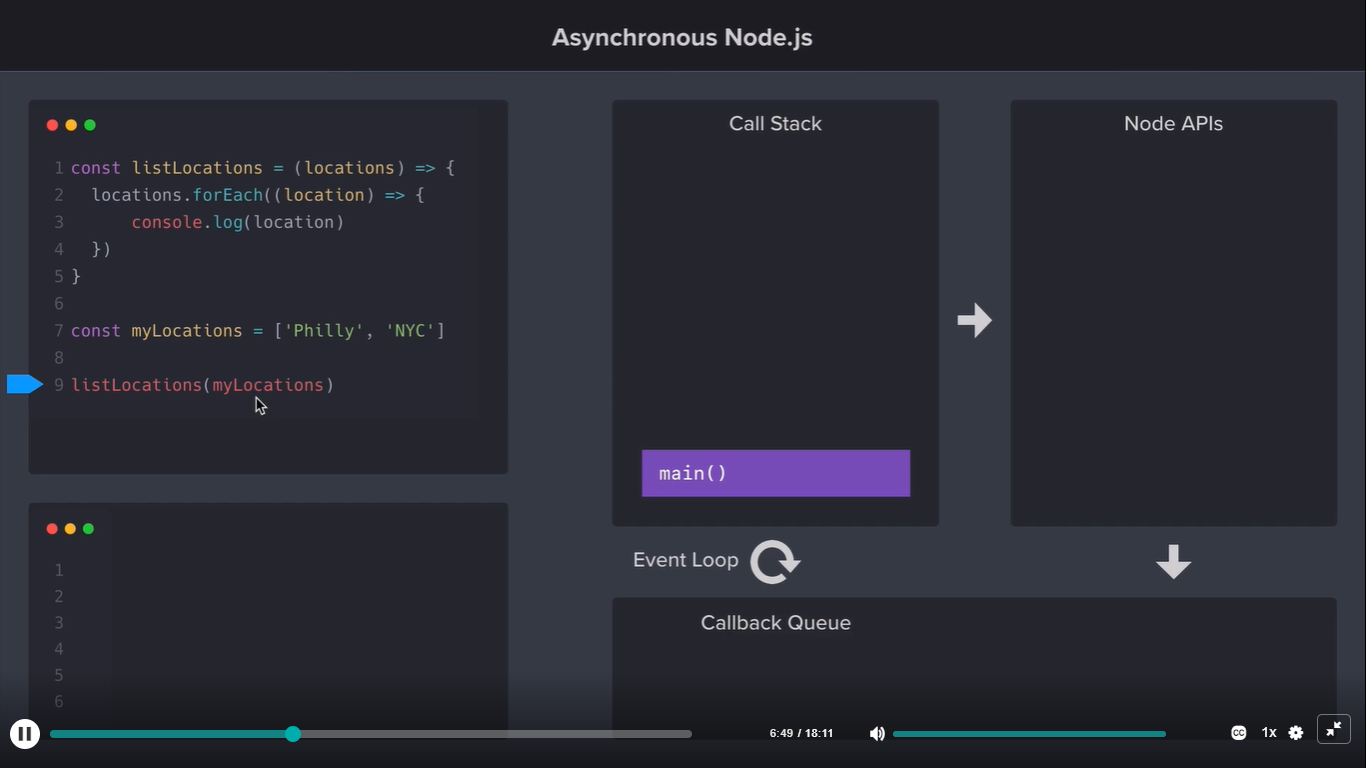 Asynchronous Node.js
1 const listLocations = (locations) => {
2   locations.forEach((location) => {
3       console.log(location)
4   })
5 }
6
7 const myLocations = ['Philly', 'NYC']
8
9 listLocations(myLocations)
1
2
3
4
5
6
Call Stack
main()
Node APIs
Event Loop
Callback Queue
6:49 / 18:11
CC
1x